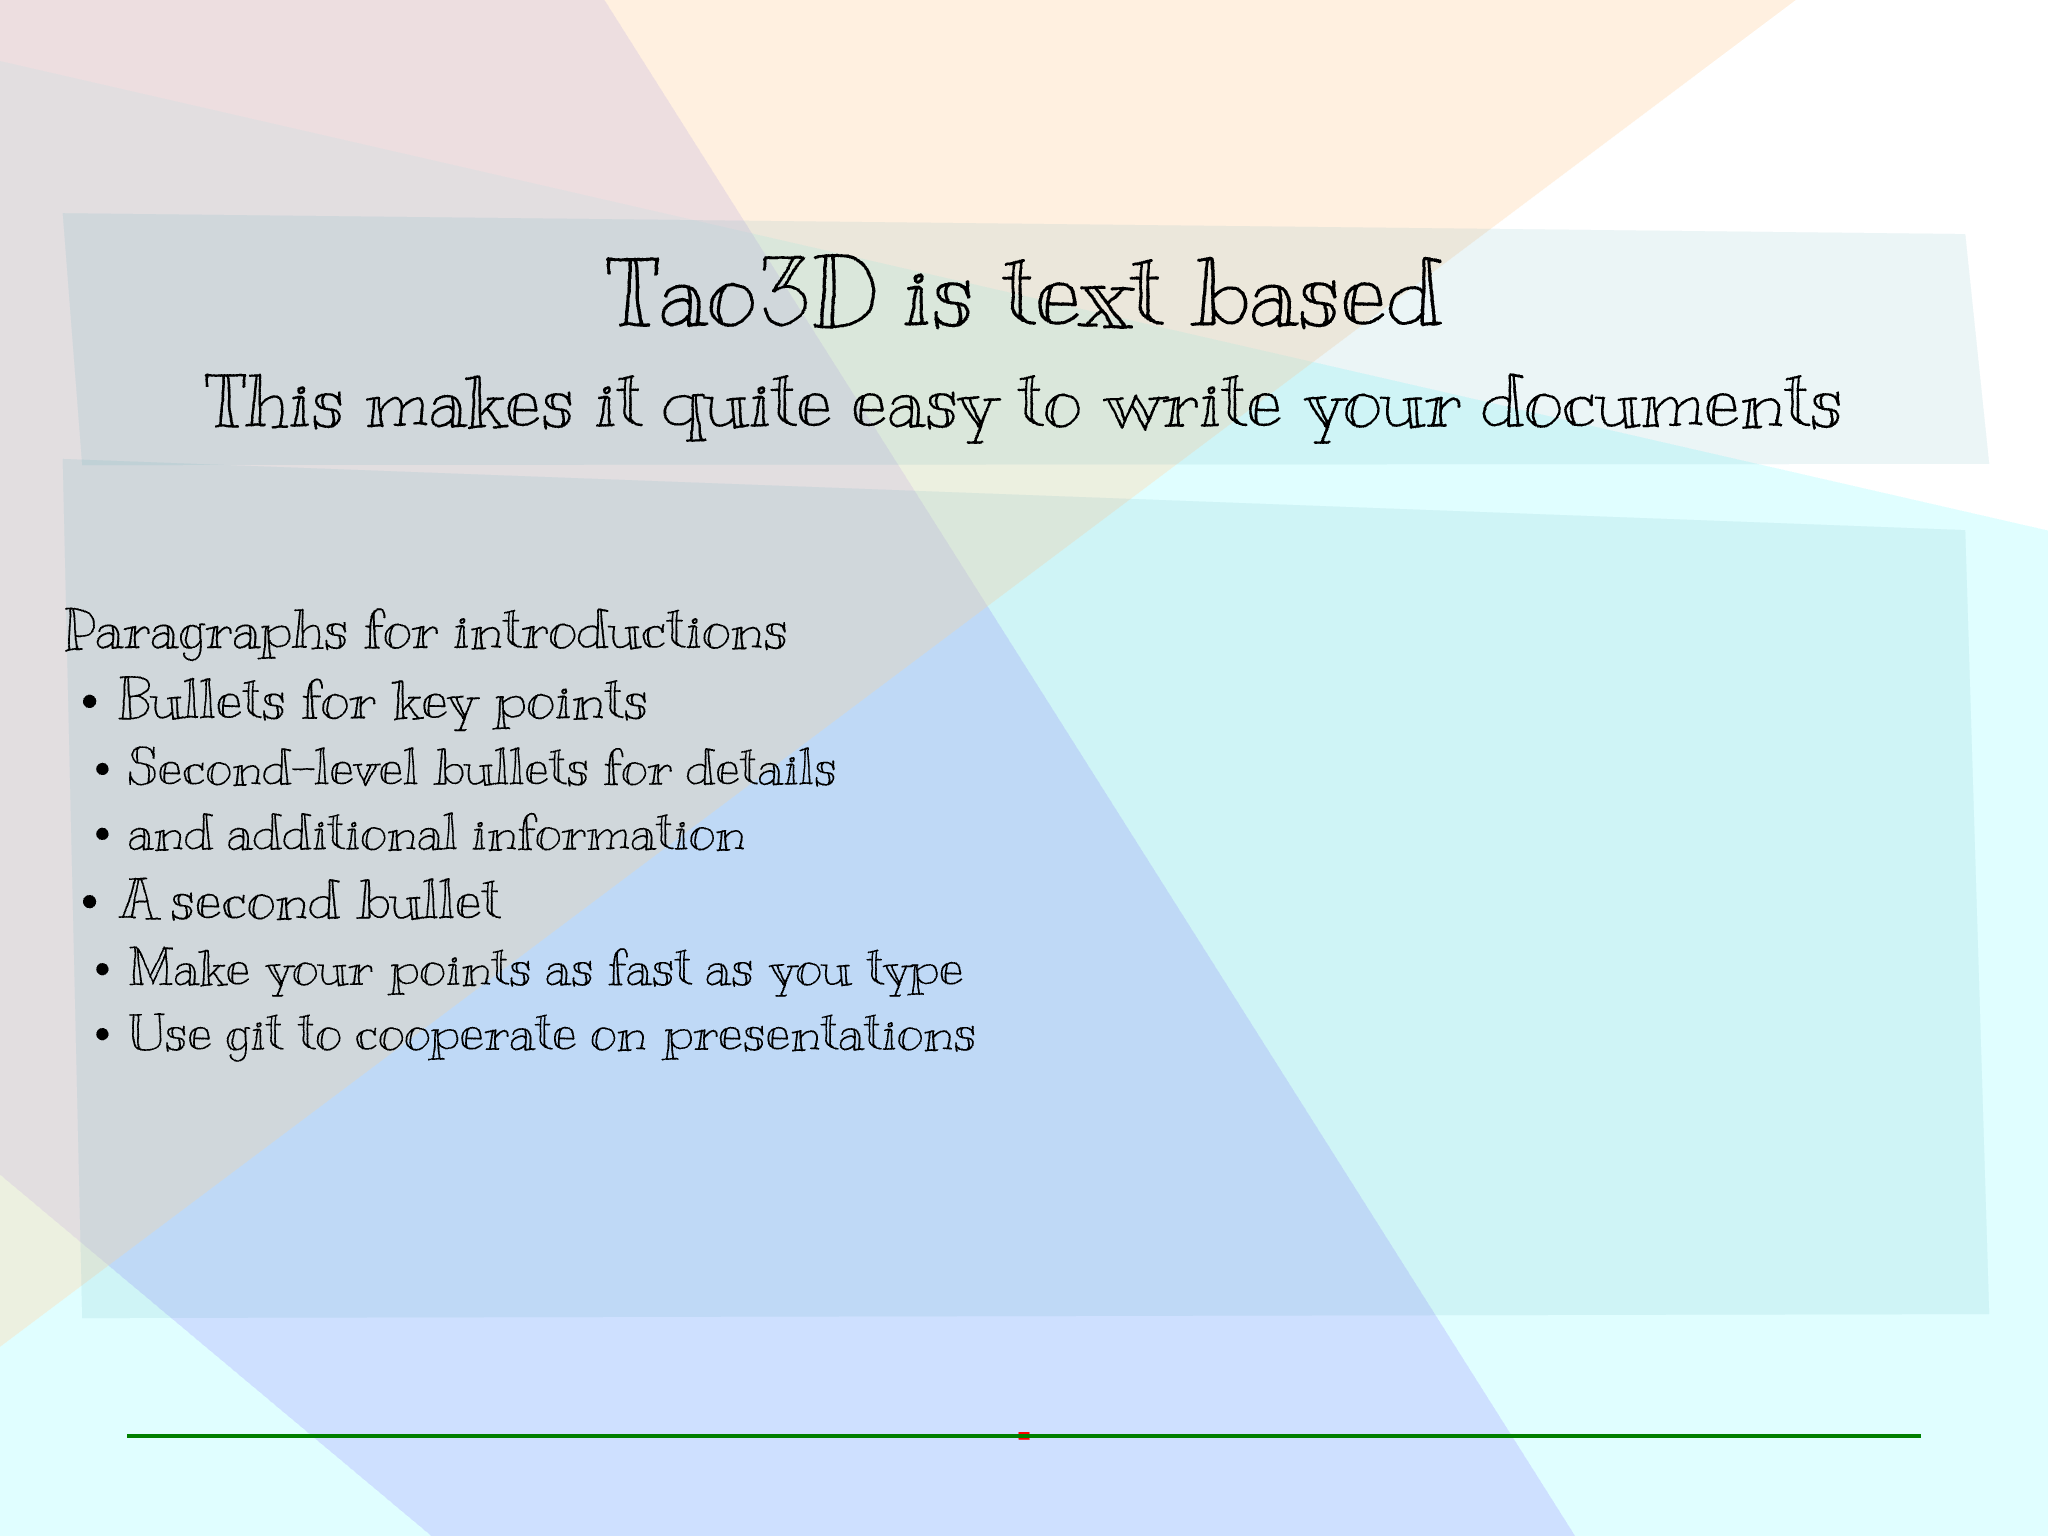 Tao3D is text based
This makes it quite easy to write your documents
Paragraphs for introductions
• Bullets for key points
• Second-level bullets for details
• and additional information
• A second bullet
• Make your points as fast as you type
• Use git to cooperate on presentations